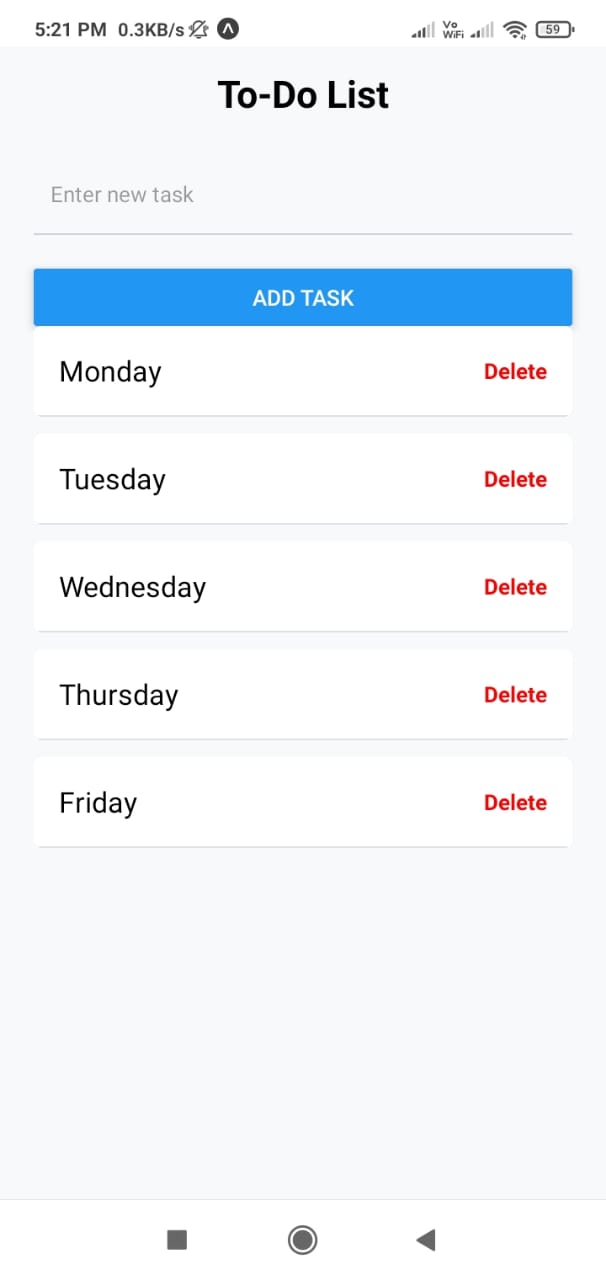 5:21 PM 0.3KB/s Vo WiFi 59
To-Do List
Enter new task
ADD TASK
Monday Delete
Tuesday Delete
Wednesday Delete
Thursday Delete
Friday Delete